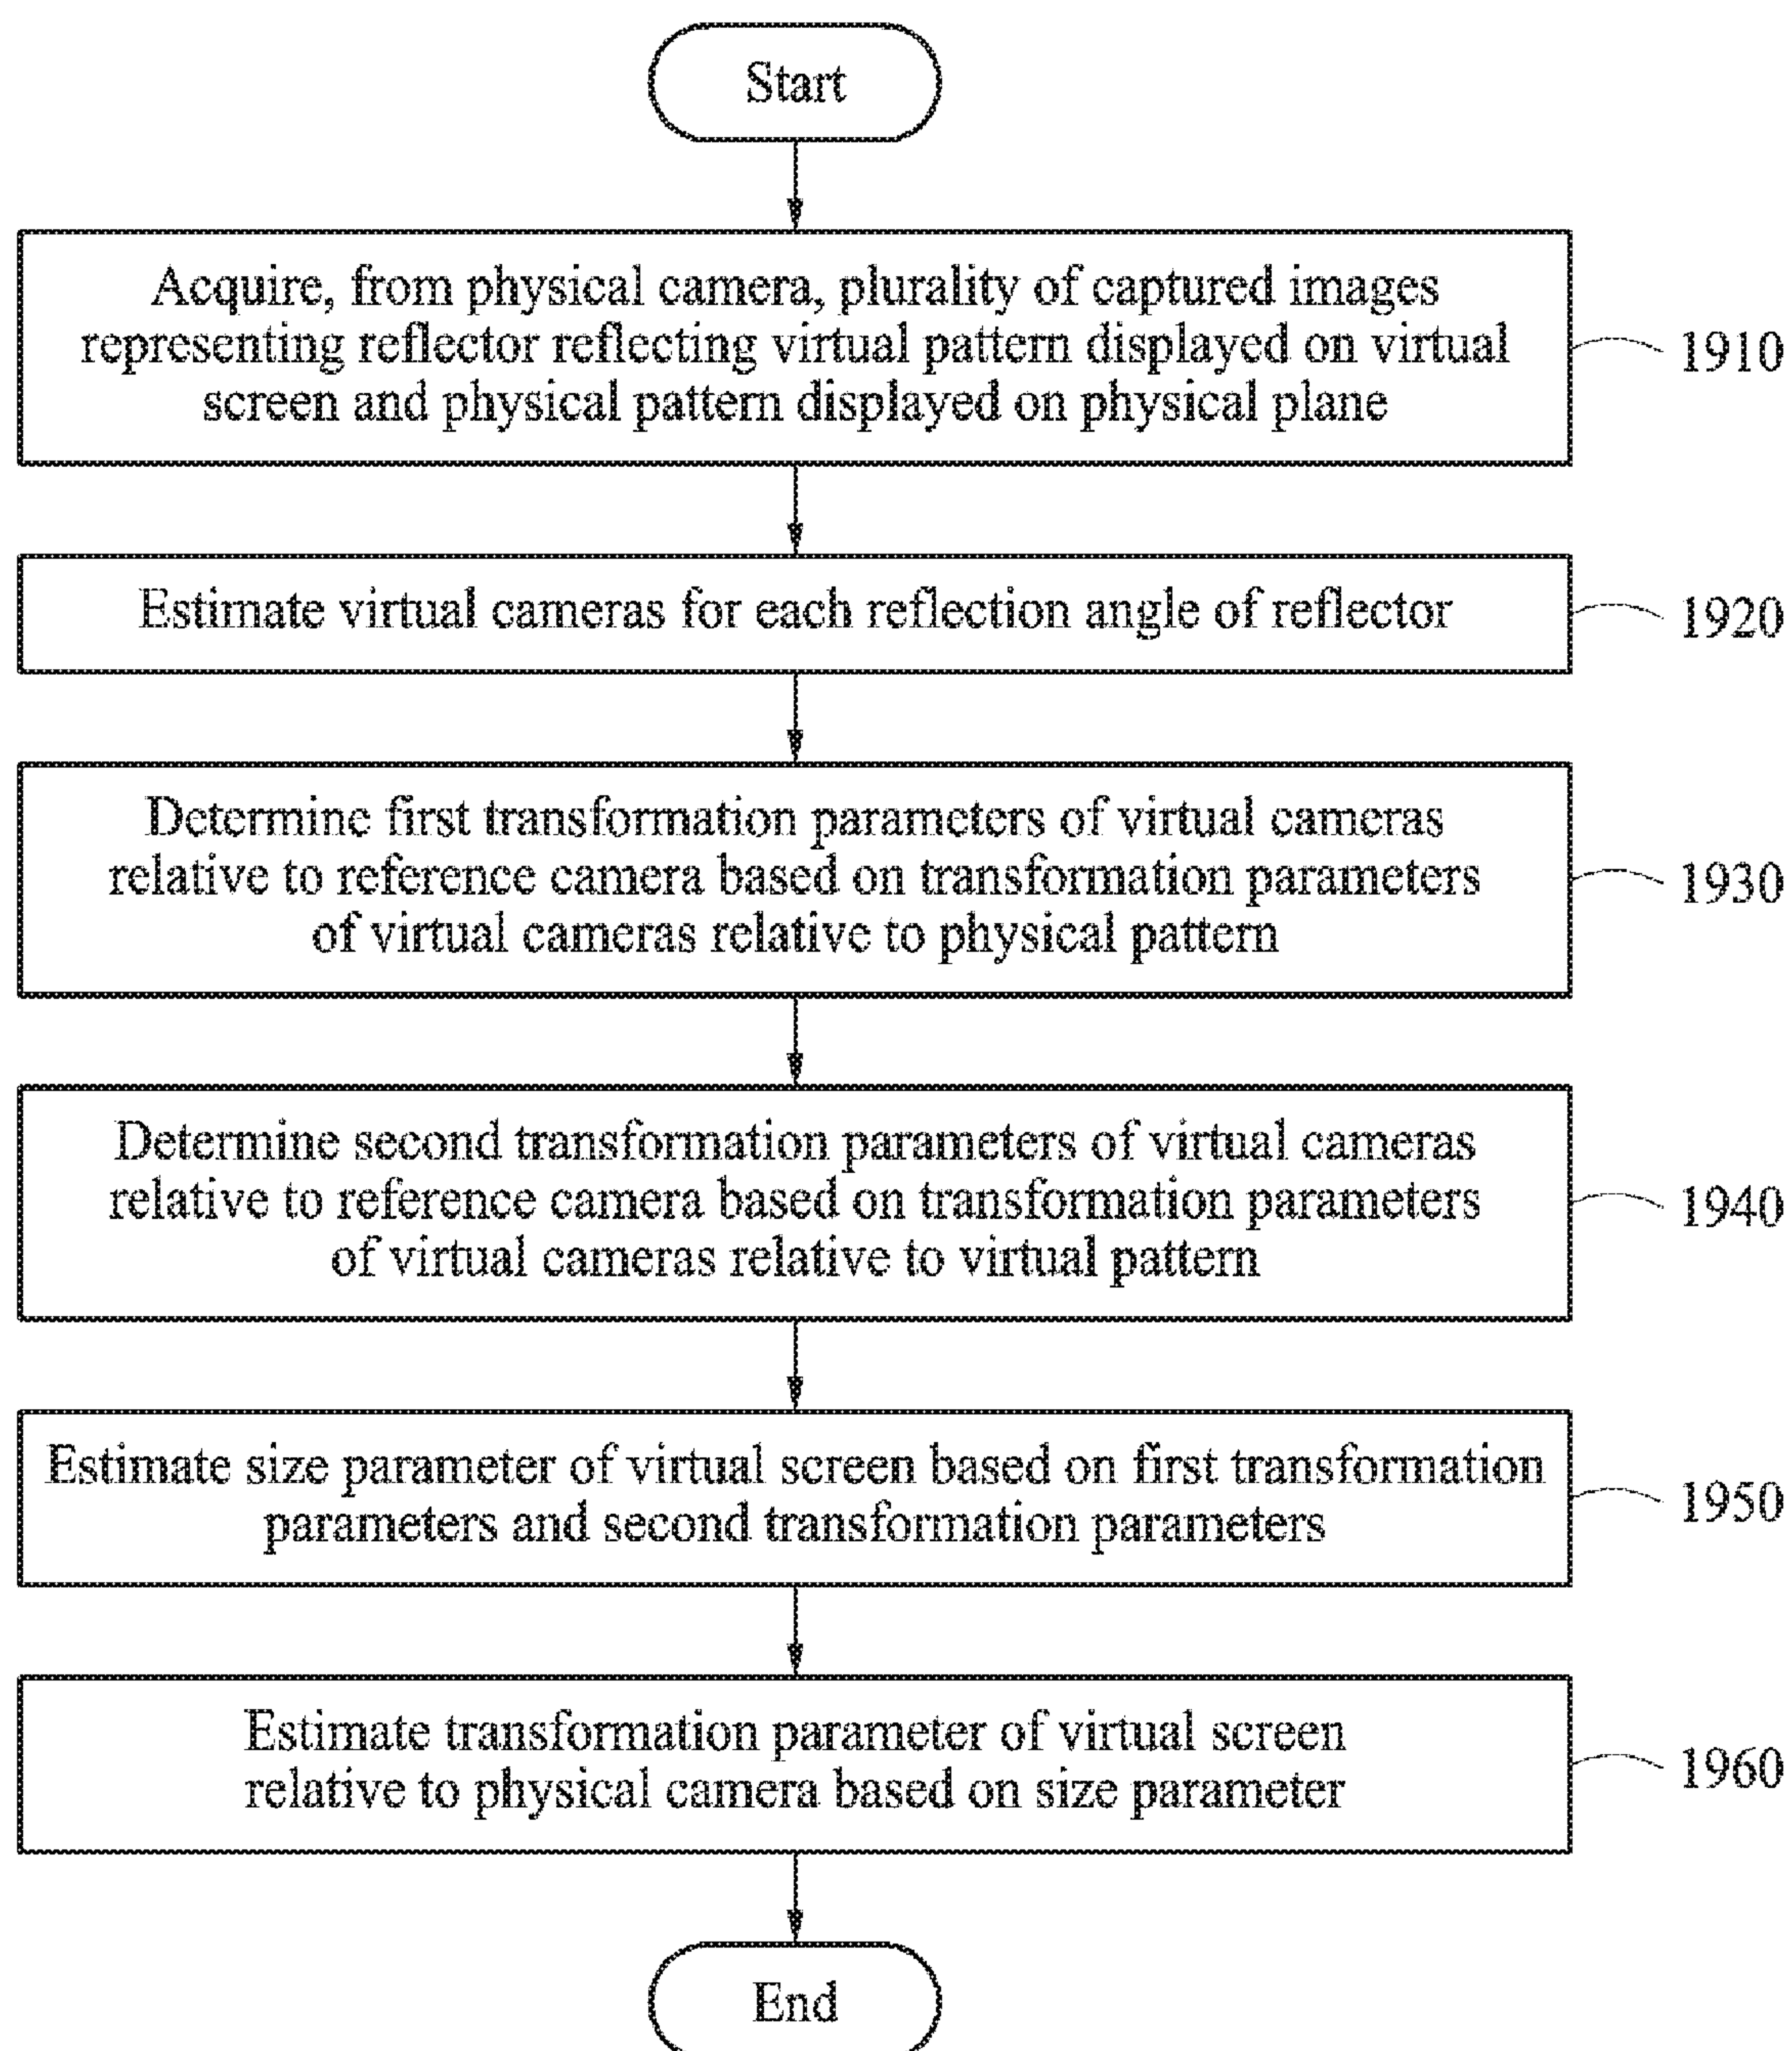 Start
Acquire, from physical camera, plurality of captured images
representing reflector reflecting virtual pattern displayed on virtual
screen and physical pattern displayed on physical plane
1910
Estimate virtual cameras for each reflection angle of reflector
1920
Determine first transformation parameters of virtual cameras
relative to reference camera based on transformation parameters
of virtual cameras relative to physical pattern
1930
Determine second transformation parameters of virtual cameras
relative to reference camera based on transformation parameters
of virtual cameras relative to virtual pattern
1940
Estimate size parameter of virtual screen based on first transformation
parameters and second transformation parameters
1950
Estimate transformation parameter of virtual screen
relative to physical camera based on size parameter
1960
End